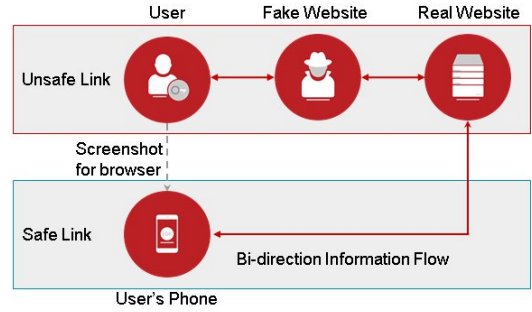 User
Fake Website
Real Website
Unsafe Link
Screenshot
for browser
Safe Link
Bi-direction Information Flow
User's Phone